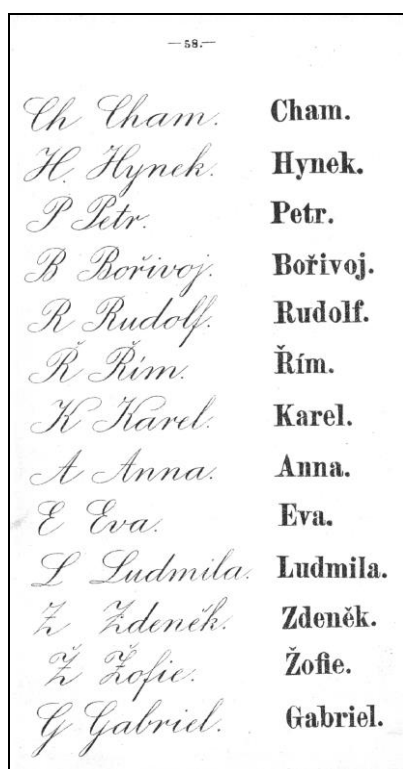 —58.—
Ch Cham. Cham.
H. Hynek. Hynek.
P Petr. Petr.
B Bořivoj. Bořivoj.
R Rudolf. Rudolf.
Ř Řím. Řím.
K Karel. Karel.
A Anna. Anna.
E Eva. Eva.
L Ludmila. Ludmila.
Z Zdeněk. Zdeněk.
Ž Žofie. Žofie.
G Gabriel. Gabriel.